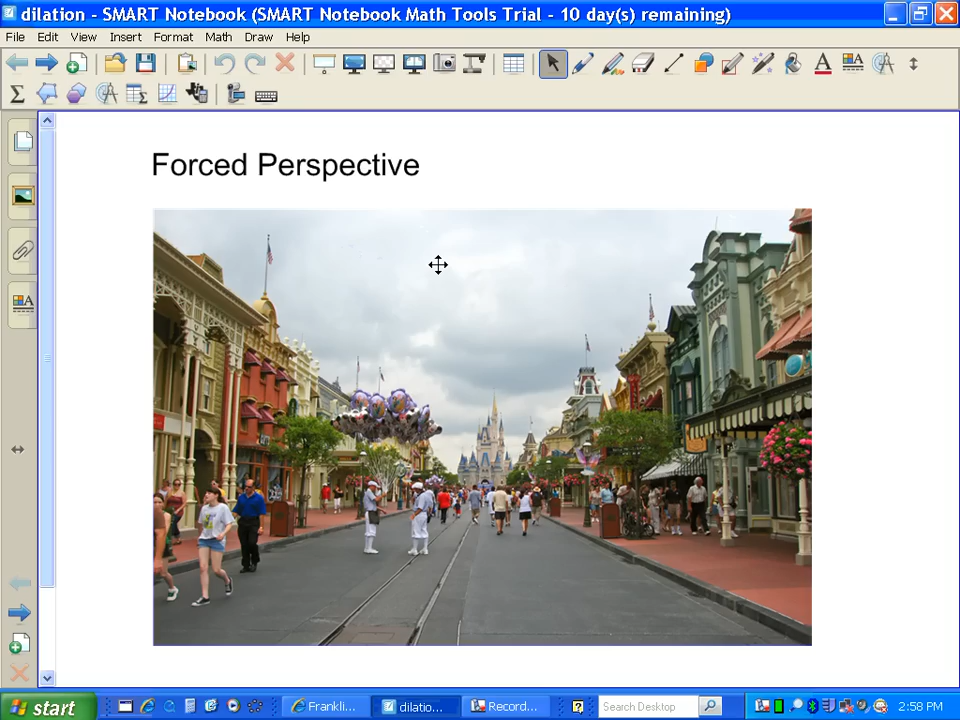 dilation - SMART Notebook (SMART Notebook Math Tools Trial - 10 day(s) remaining)
File Edit View Insert Format Math Draw Help
Forced Perspective
start
Frankli...
dilatio...
Record...
Search Desktop
2:58 PM